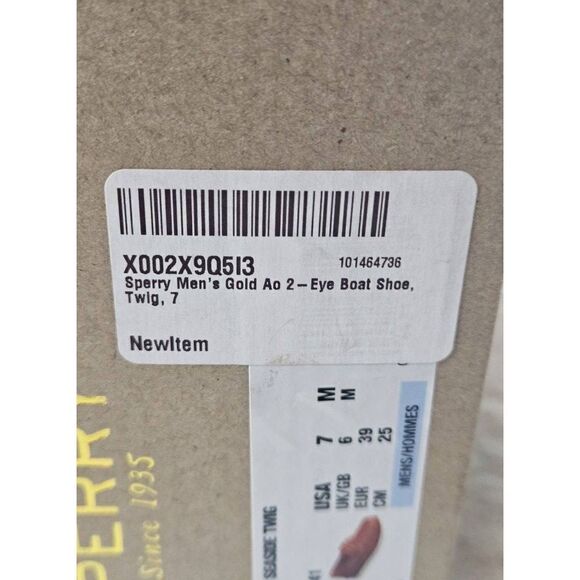 X002X9Q5I3
101464736
Sperry Men's Gold Ao 2-Eye Boat Shoe,
Twig, 7
NewItem
USA 7 M
UK/GB 6 M
EUR 39
CM 25
MENS/HOMMES
SEASIDE TWIG
PERRY
Since 1935